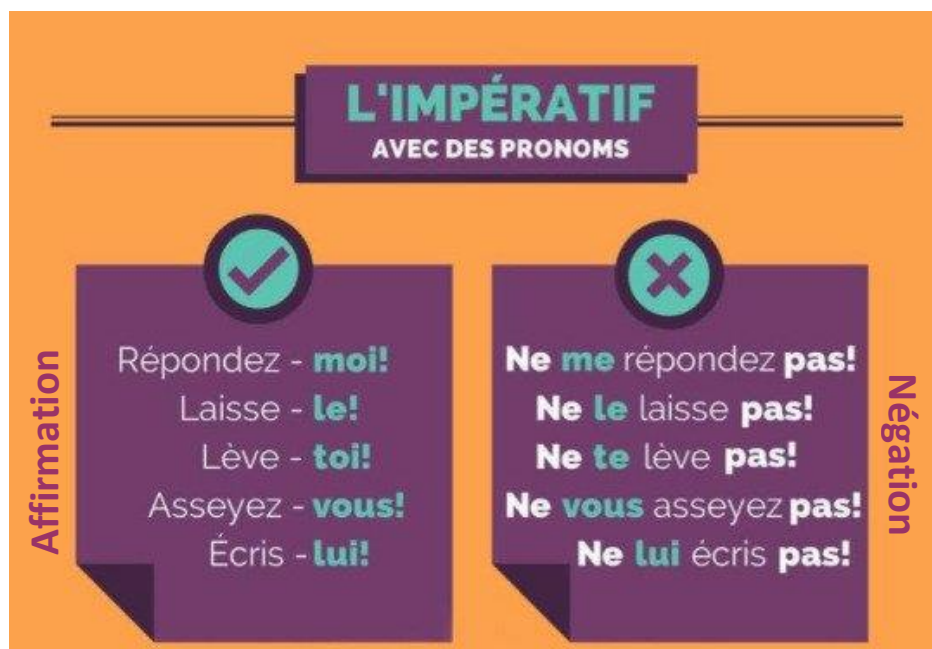 L'IMPÉRATIF
AVEC DES PRONOMS
Affirmation
Répondez - moi!
Laisse - le!
Lève - toi!
Asseyez - vous!
Écris - lui!
Ne me répondez pas!
Ne le laisse pas!
Ne te lève pas!
Ne vous asseyez pas!
Ne lui écris pas!
Négation